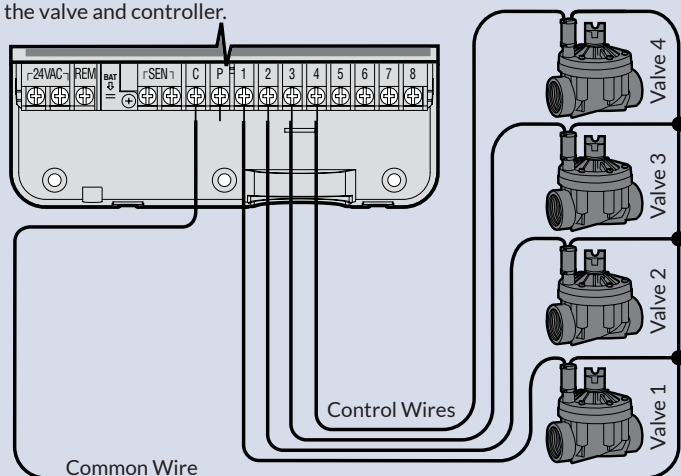 the valve and controller.
24VAC REM BAT SEN C P 1 2 3 4 5 6 7 8
Valve 4
Valve 3
Valve 2
Valve 1
Control Wires
Common Wire